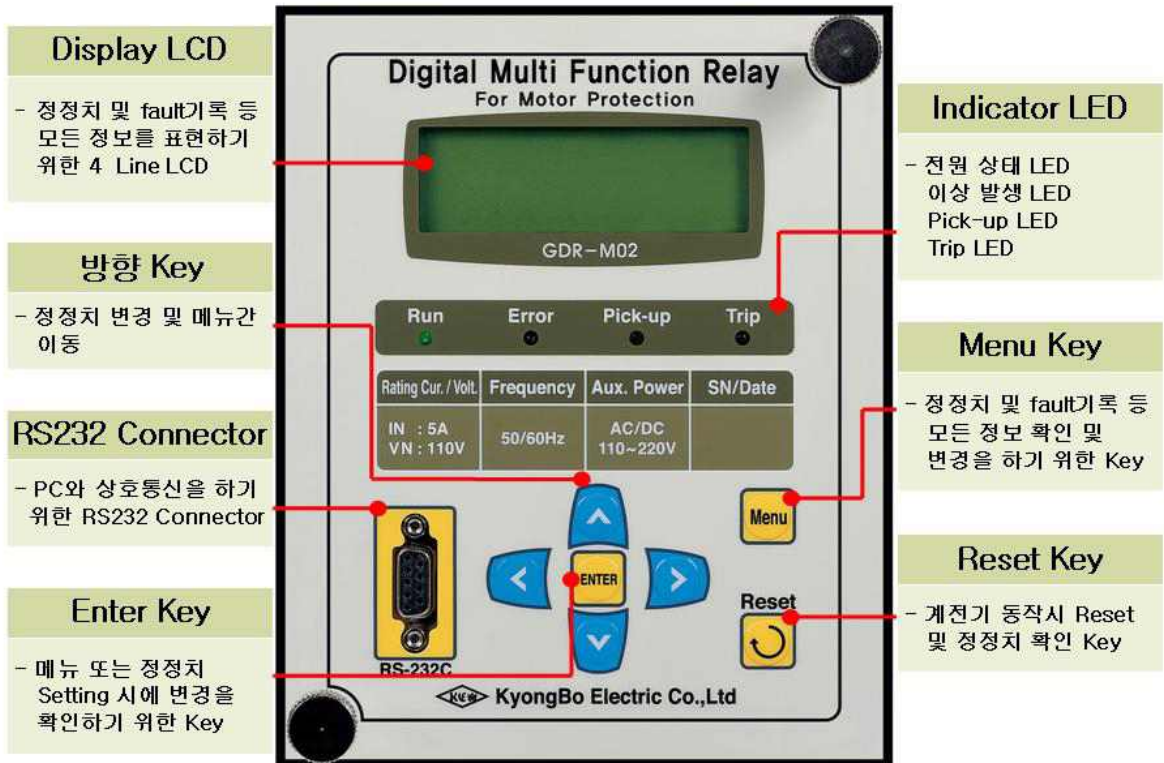 Display LCD
- 정정치 및 fault기록 등
모든 정보를 표현하기
위한 4 Line LCD
방향 Key
- 정정치 변경 및 메뉴간
이동
RS232 Connector
- PC와 상호통신을 하기
위한 RS232 Connector
Enter Key
- 메뉴 또는 정정치
Setting 시에 변경을
확인하기 위한 Key
Digital Multi Function Relay
For Motor Protection
GDR-M02
Run Error Pick-up Trip
Rating Cur. / Volt. Frequency Aux. Power SN/Date
IN : 5A
VN : 110V
50/60Hz
AC/DC
110~220V
Menu
ENTER
Reset
RS-232C
KEW KyongBo Electric Co.,Ltd
Indicator LED
- 전원 상태 LED
이상 발생 LED
Pick-up LED
Trip LED
Menu Key
- 정정치 및 fault기록 등
모든 정보 확인 및
변경을 하기 위한 Key
Reset Key
- 계전기 동작시 Reset
및 정정치 확인 Key